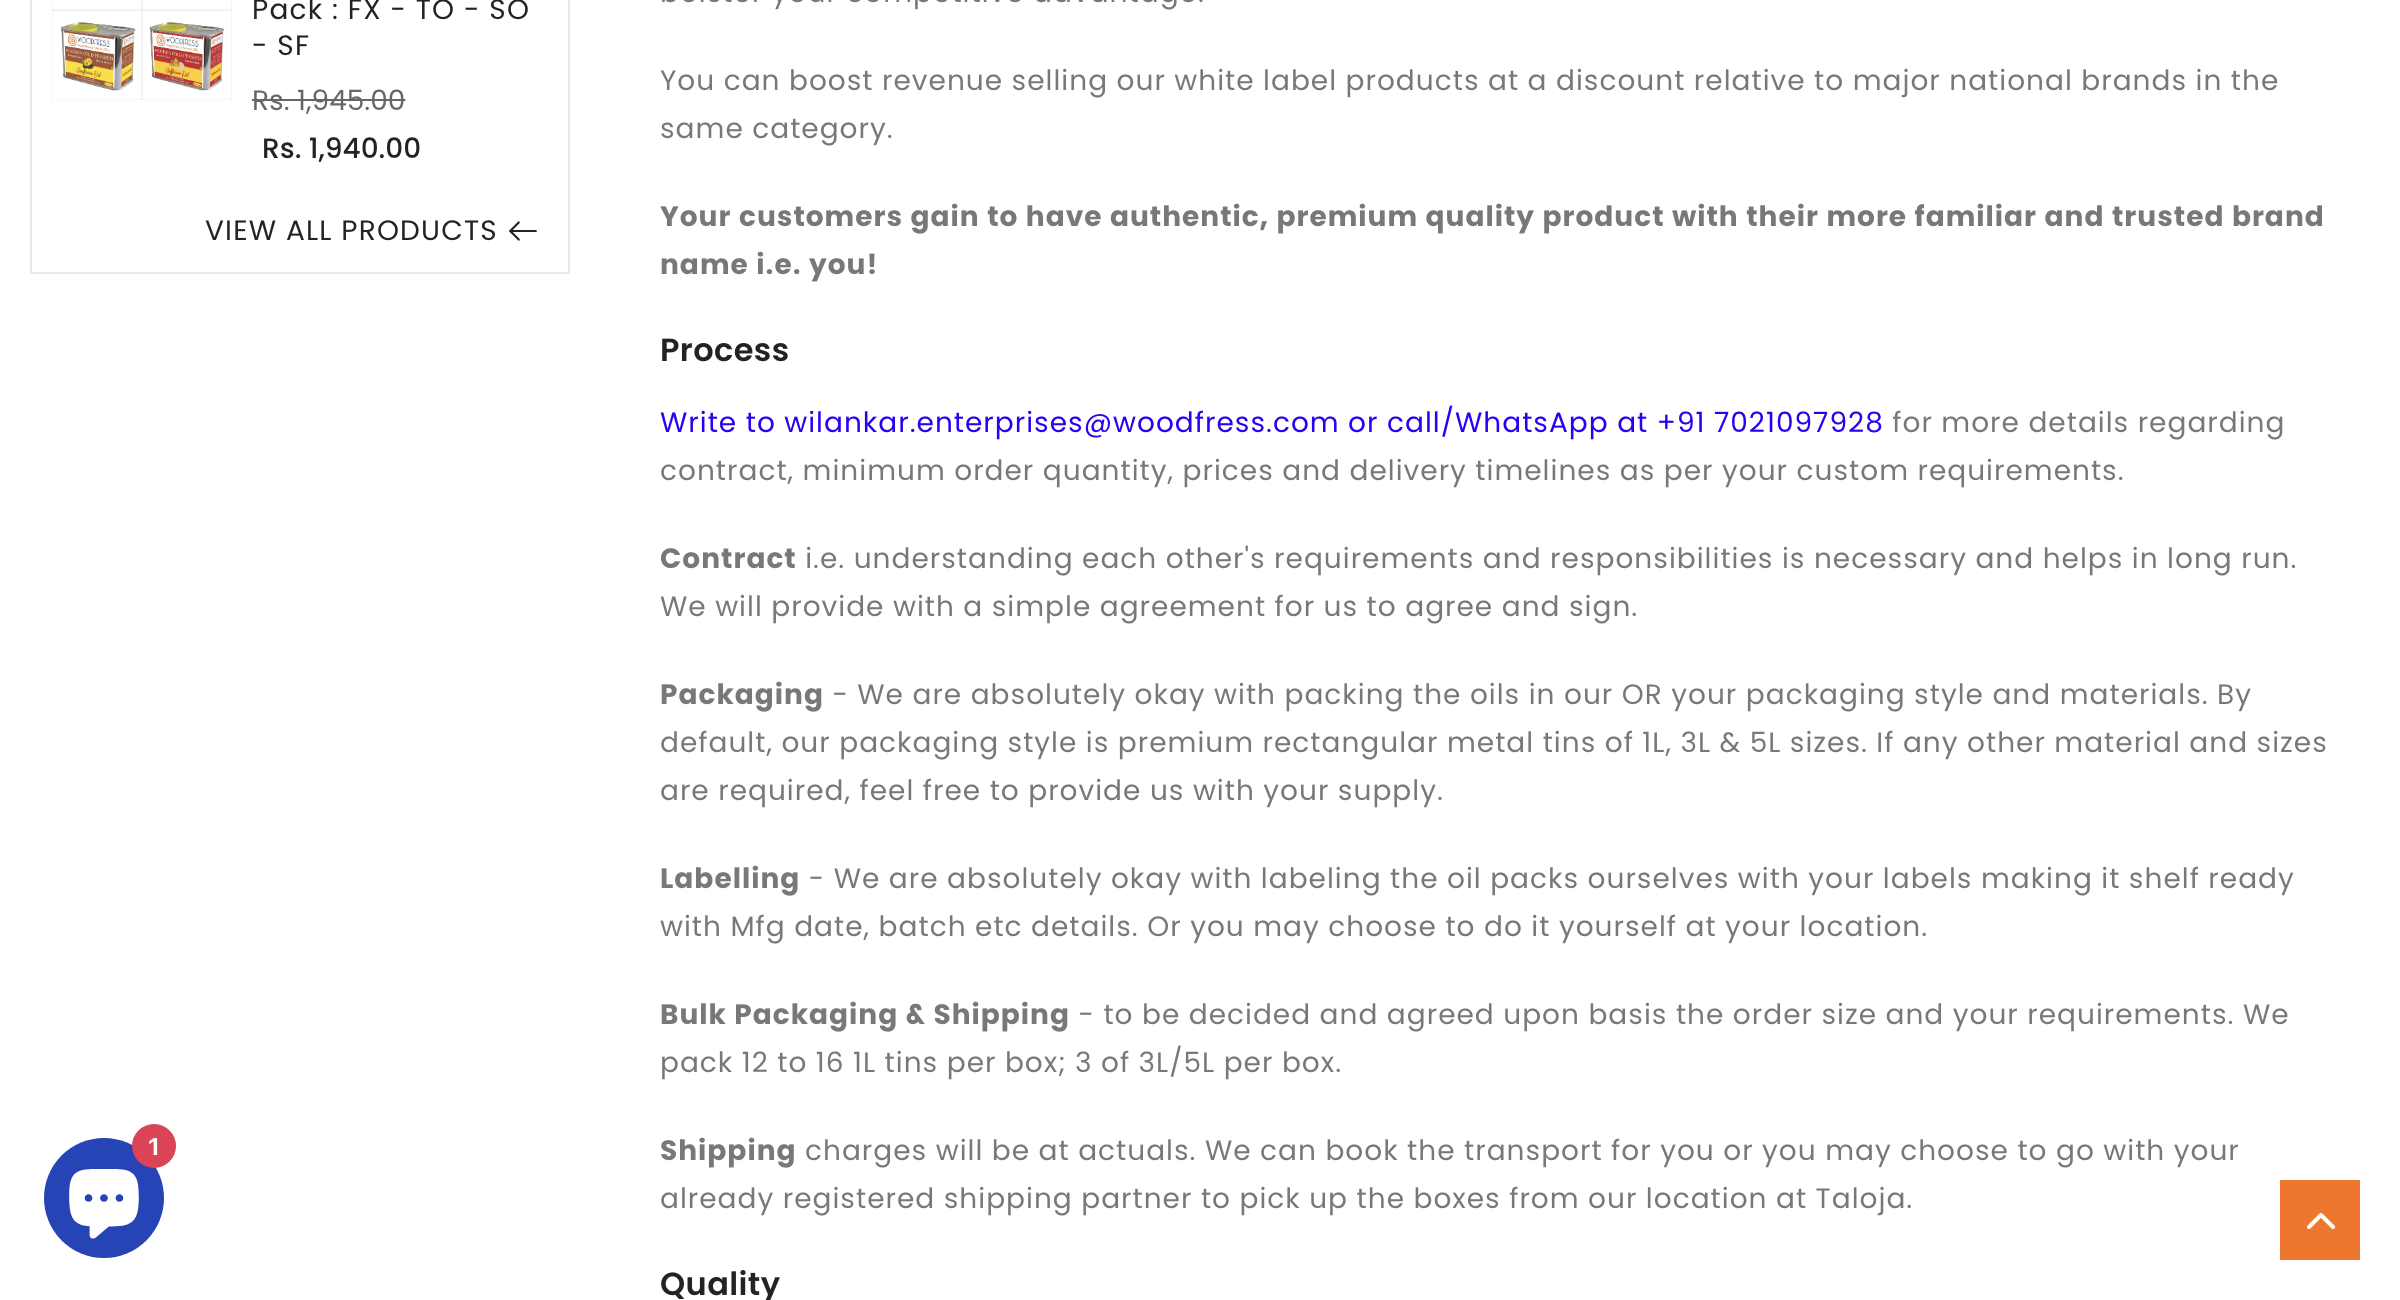 Pack : FX - TO - SO
- SF
Rs. 1,945.00
Rs. 1,940.00
VIEW ALL PRODUCTS
You can boost revenue selling our white label products at a discount relative to major national brands in the
same category.
Your customers gain to have authentic, premium quality product with their more familiar and trusted brand
name i.e. you!
Process
Write to wilankar.enterprises@woodfress.com or call/WhatsApp at +91 7021097928 for more details regarding
contract, minimum order quantity, prices and delivery timelines as per your custom requirements.
Contract i.e. understanding each other's requirements and responsibilities is necessary and helps in long run.
We will provide with a simple agreement for us to agree and sign.
Packaging - We are absolutely okay with packing the oils in our OR your packaging style and materials. By
default, our packaging style is premium rectangular metal tins of 1L, 3L & 5L sizes. If any other material and sizes
are required, feel free to provide us with your supply.
Labelling - We are absolutely okay with labeling the oil packs ourselves with your labels making it shelf ready
with Mfg date, batch etc details. Or you may choose to do it yourself at your location.
Bulk Packaging & Shipping - to be decided and agreed upon basis the order size and your requirements. We
pack 12 to 16 1L tins per box; 3 of 3L/5L per box.
Shipping charges will be at actuals. We can book the transport for you or you may choose to go with your
already registered shipping partner to pick up the boxes from our location at Taloja.
Quality
1